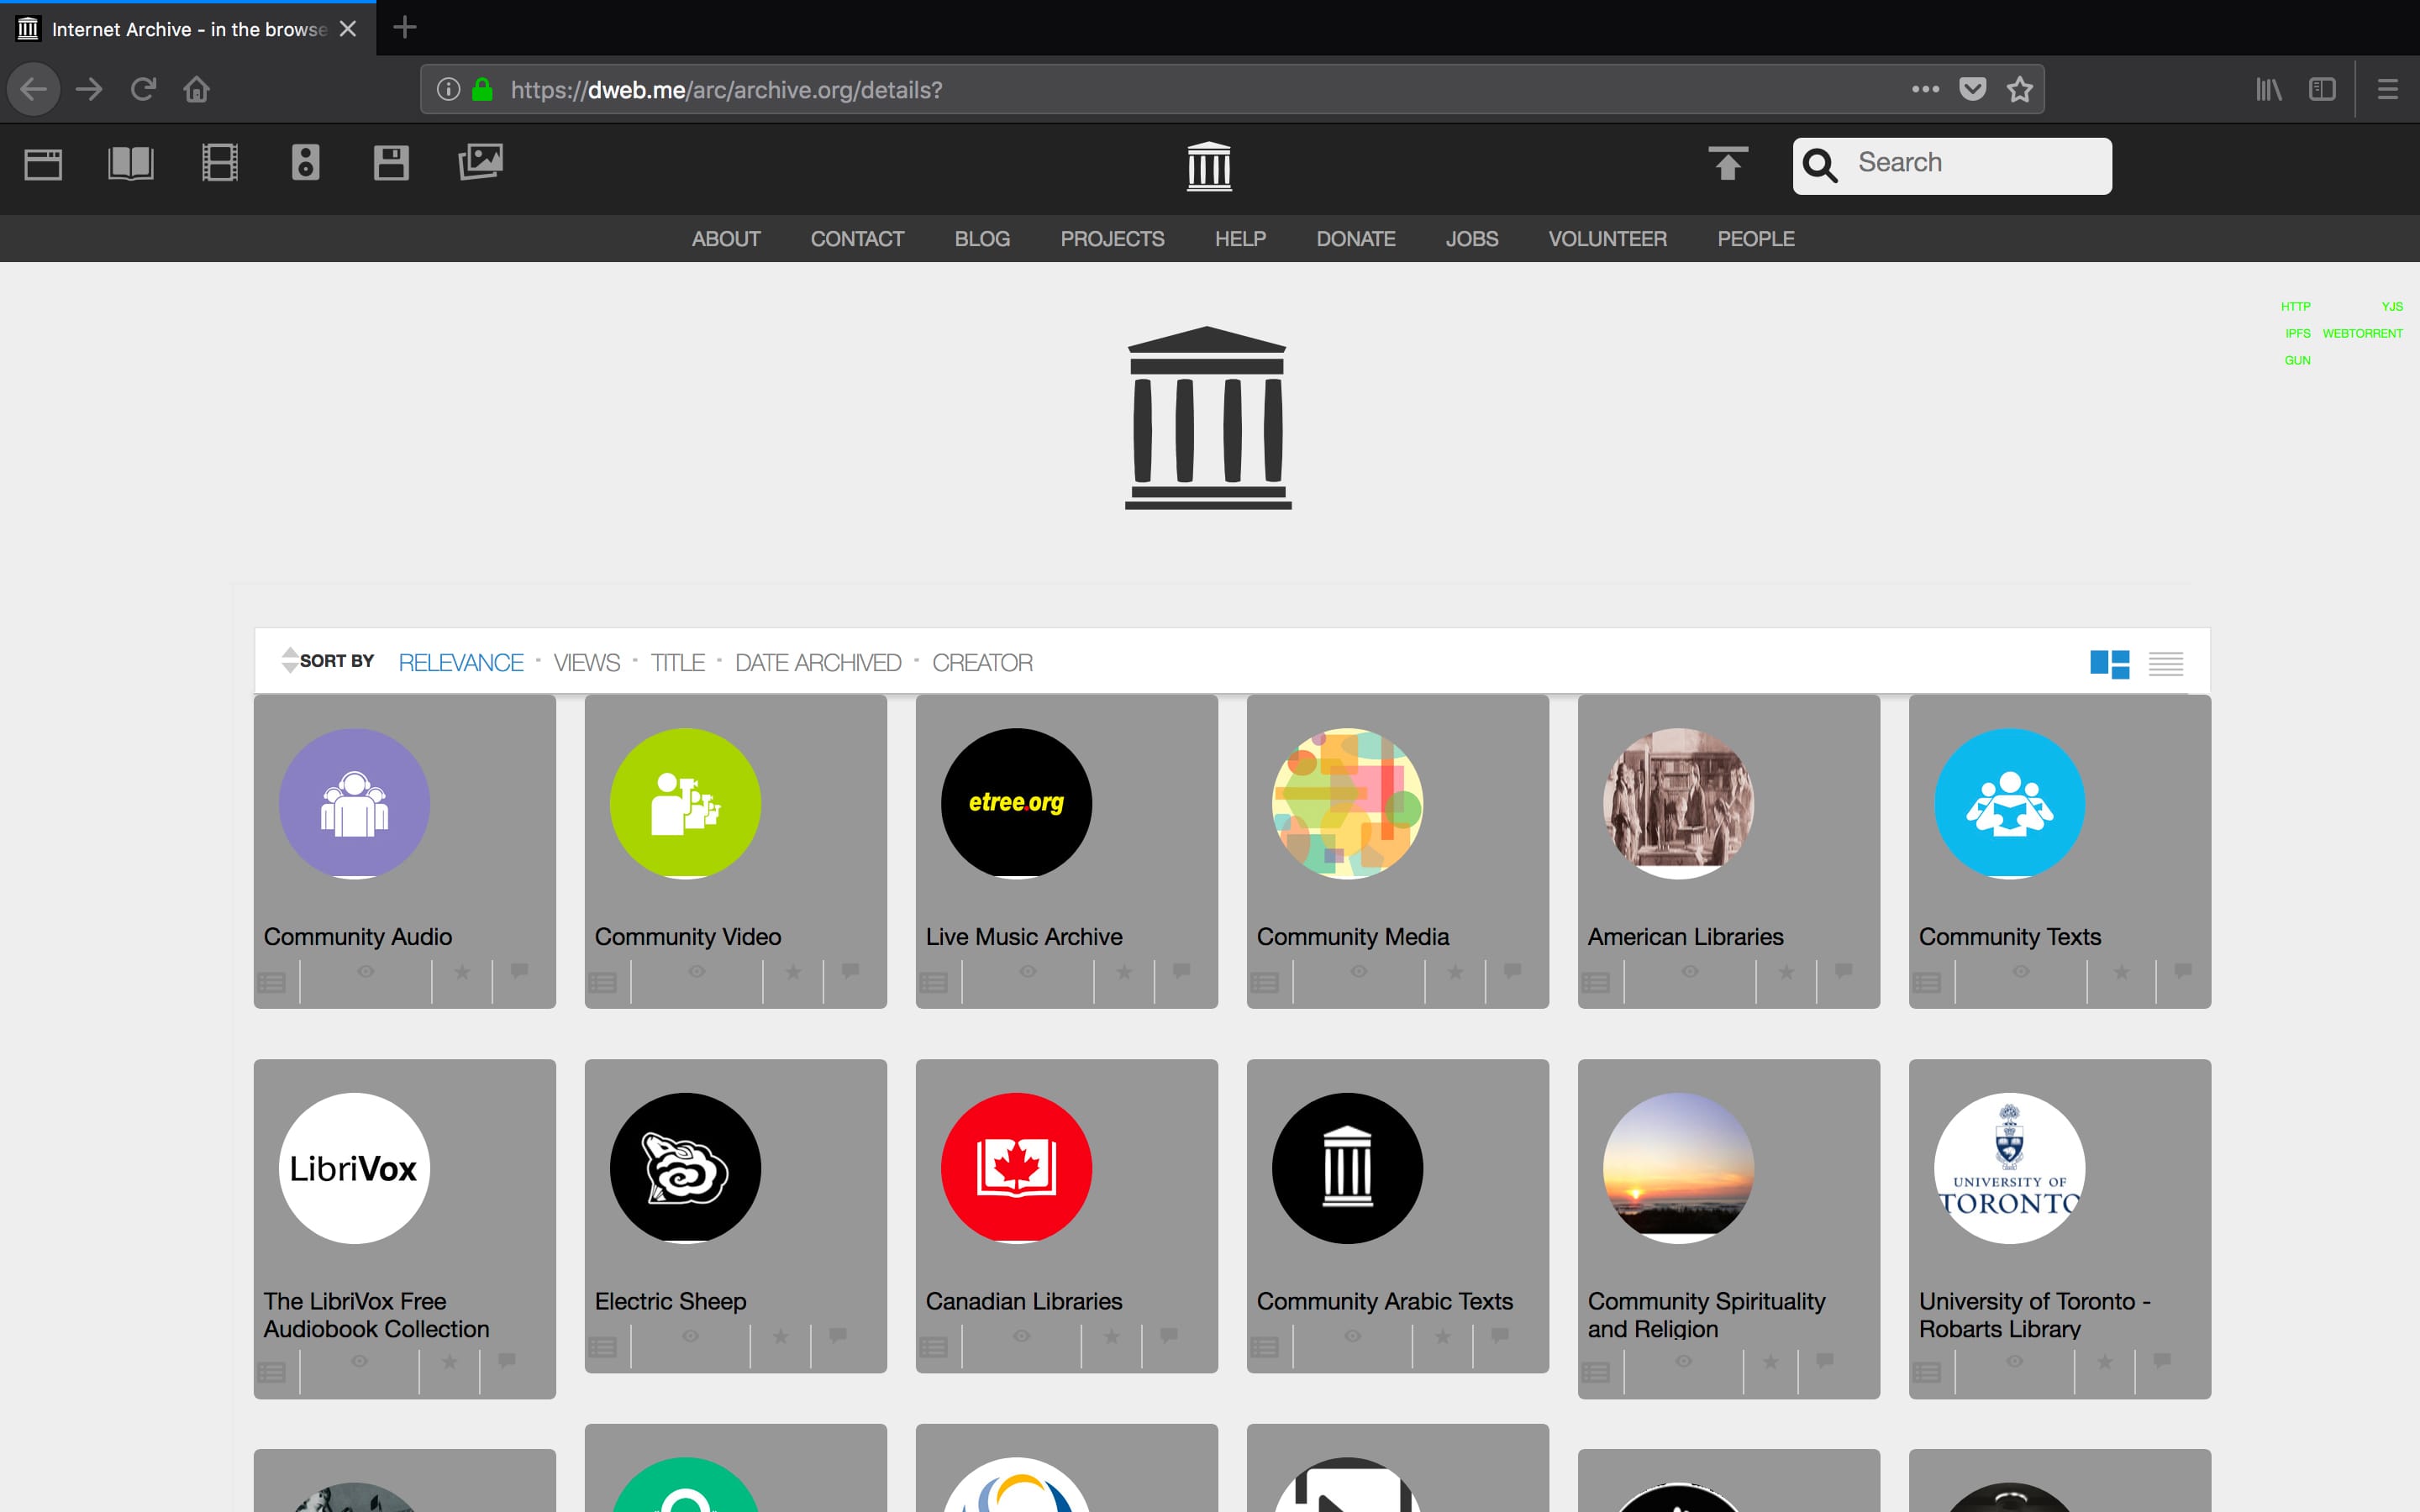 Internet Archive - in the browse
https://dweb.me/arc/archive.org/details?
Search
ABOUT CONTACT BLOG PROJECTS HELP DONATE JOBS VOLUNTEER PEOPLE
HTTP YJS
IPFS WEBTORRENT
GUN
SORT BY RELEVANCE · VIEWS · TITLE · DATE ARCHIVED · CREATOR
etree.org
Community Audio
Community Video
Live Music Archive
Community Media
American Libraries
Community Texts
LibriVox
UNIVERSITY OF
TORONTO
The LibriVox Free
Audiobook Collection
Electric Sheep
Canadian Libraries
Community Arabic Texts
Community Spirituality
and Religion
University of Toronto -
Robarts Library